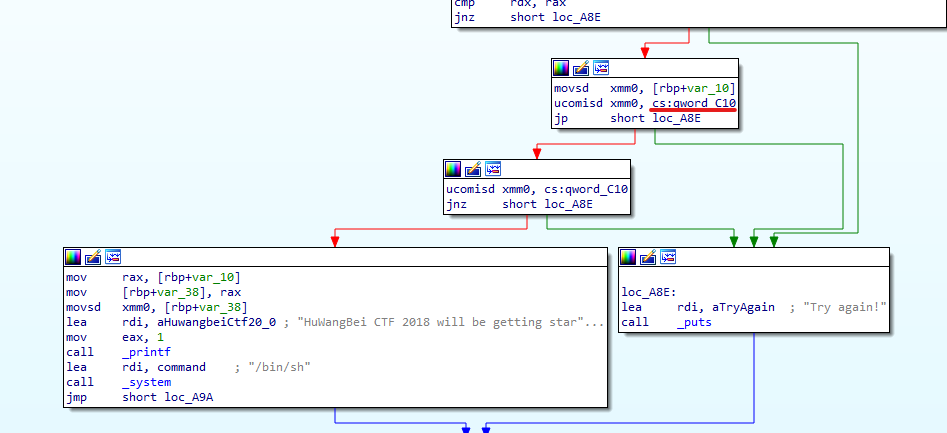 cmp rdx, rax
jnz short loc_A8E
movsd xmm0, [rbp+var_10]
ucomisd xmm0, cs:qword_C10
jp short loc_A8E
ucomisd xmm0, cs:qword_C10
jnz short loc_A8E
mov rax, [rbp+var_10]
mov [rbp+var_38], rax
movsd xmm0, [rbp+var_38]
lea rdi, aHuwangbeiCtf20_0 ; "HuWangBei CTF 2018 will be getting star"...
mov eax, 1
call _printf
lea rdi, command ; "/bin/sh"
call _system
jmp short loc_A9A
loc_A8E:
lea rdi, aTryAgain ; "Try again!"
call _puts